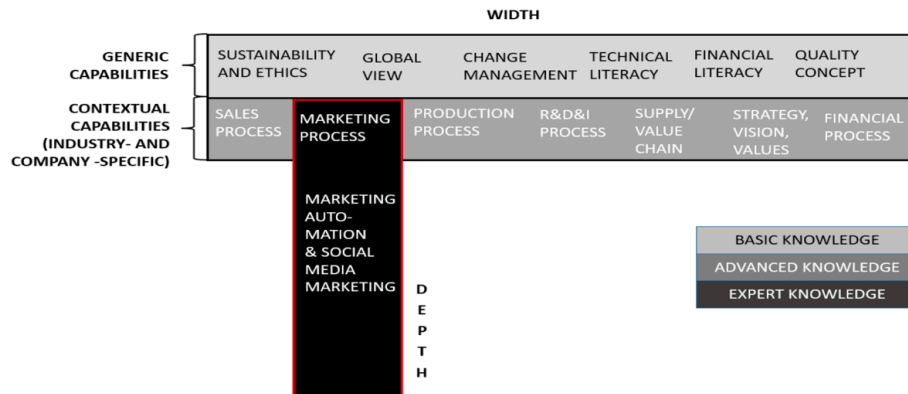 WIDTH
GENERIC
CAPABILITIES
SUSTAINABILITY
AND ETHICS
GLOBAL
VIEW
CHANGE
MANAGEMENT
TECHNICAL
LITERACY
FINANCIAL
LITERACY
QUALITY
CONCEPT
CONTEXTUAL
CAPABILITIES
(INDUSTRY- AND
COMPANY -SPECIFIC)
SALES
PROCESS
MARKETING
PROCESS
PRODUCTION
PROCESS
R&D&I
PROCESS
SUPPLY/
VALUE
CHAIN
STRATEGY,
VISION,
VALUES
FINANCIAL
PROCESS
MARKETING
AUTO-
MATION
& SOCIAL
MEDIA
MARKETING
D
E
P
T
H
BASIC KNOWLEDGE
ADVANCED KNOWLEDGE
EXPERT KNOWLEDGE